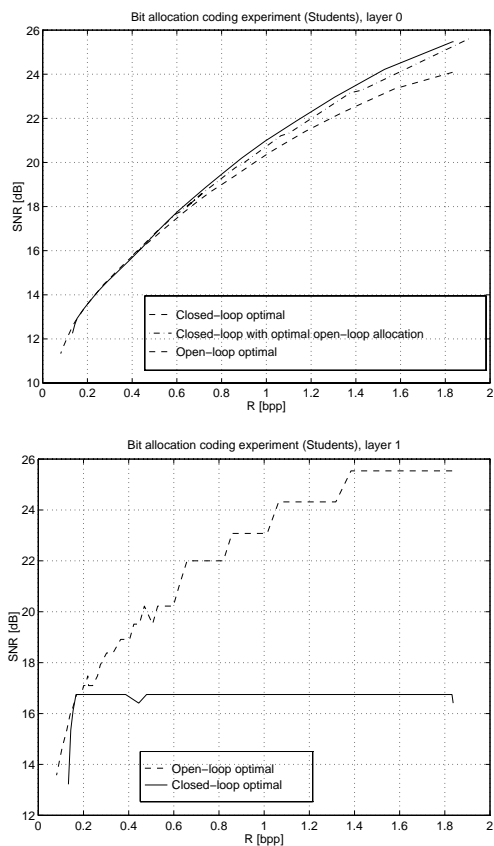 Bit allocation coding experiment (Students), layer 0
26
24
22
20
18
16
14
12
10
SNR [dB]
Closed−loop optimal
Closed−loop with optimal open−loop allocation
Open−loop optimal
0 0.2 0.4 0.6 0.8 1 1.2 1.4 1.6 1.8 2
R [bpp]
Bit allocation coding experiment (Students), layer 1
26
24
22
20
18
16
14
12
SNR [dB]
Open−loop optimal
Closed−loop optimal
0 0.2 0.4 0.6 0.8 1 1.2 1.4 1.6 1.8 2
R [bpp]